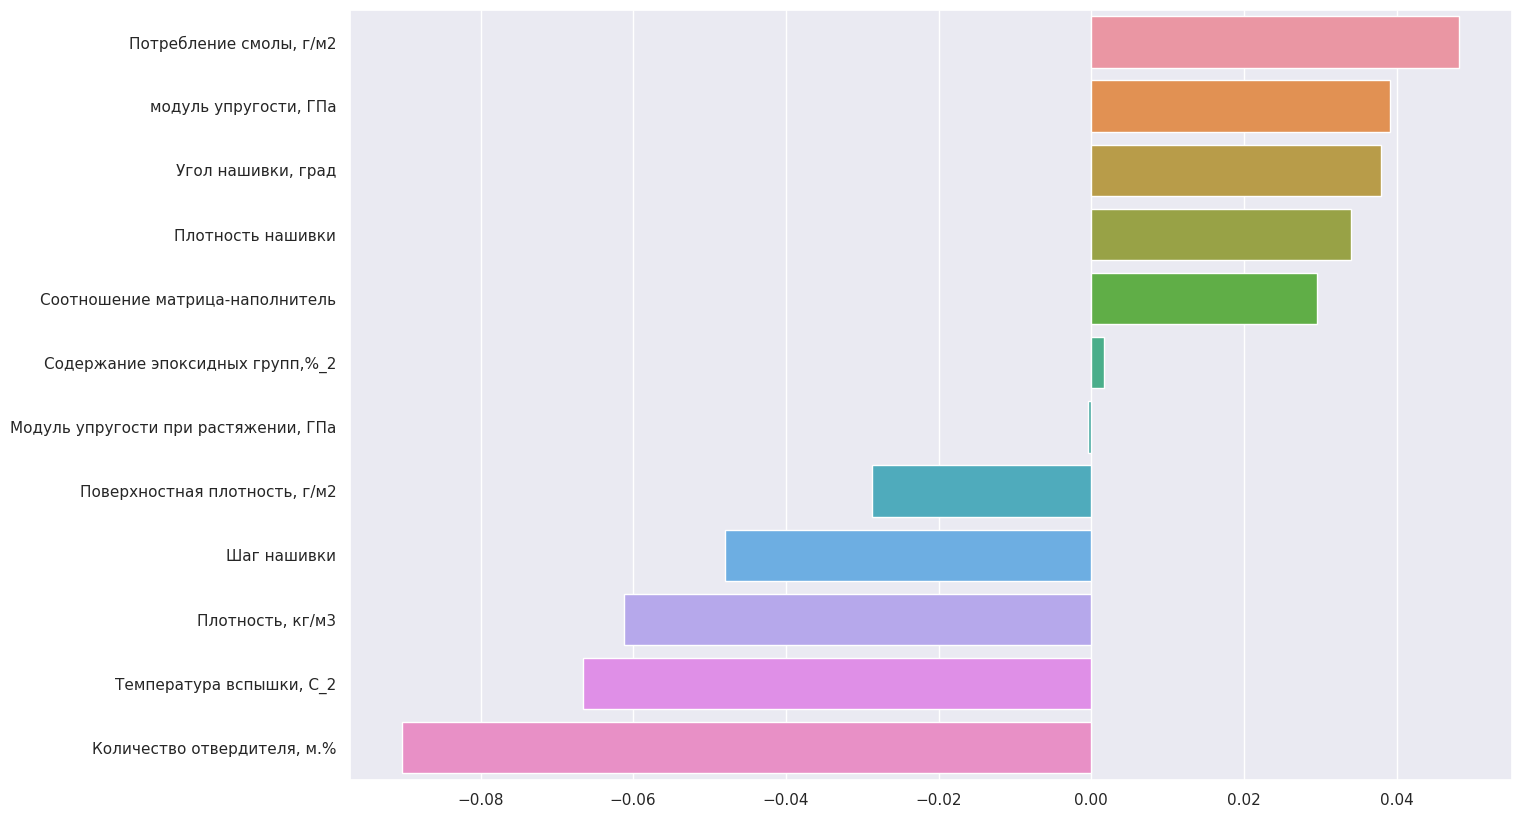 Потребление смолы, г/м2
модуль упругости, ГПа
Угол нашивки, град
Плотность нашивки
Соотношение матрица-наполнитель
Содержание эпоксидных групп,%_2
Модуль упругости при растяжении, ГПа
Поверхностная плотность, г/м2
Шаг нашивки
Плотность, кг/м3
Температура вспышки, С_2
Количество отвердителя, м.%
−0.08 −0.06 −0.04 −0.02 0.00 0.02 0.04